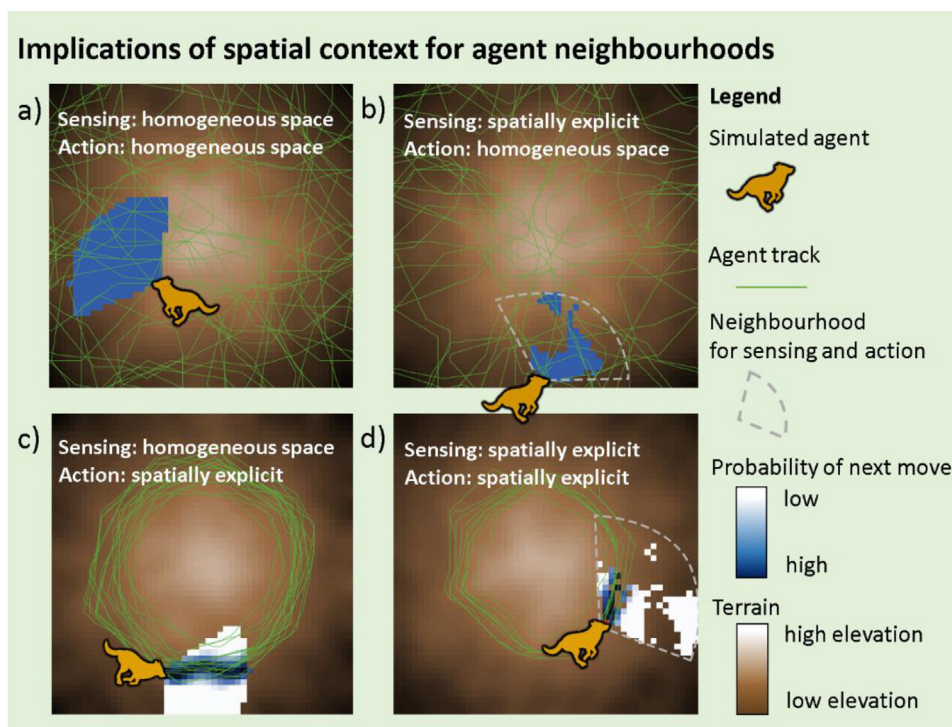 Implications of spatial context for agent neighbourhoods
a)
Sensing: homogeneous space
Action: homogeneous space
b)
Sensing: spatially explicit
Action: homogeneous space
c)
Sensing: homogeneous space
Action: spatially explicit
d)
Sensing: spatially explicit
Action: spatially explicit
Legend
Simulated agent
Agent track
Neighbourhood
for sensing and action
Probability of next move
low
high
Terrain
high elevation
low elevation